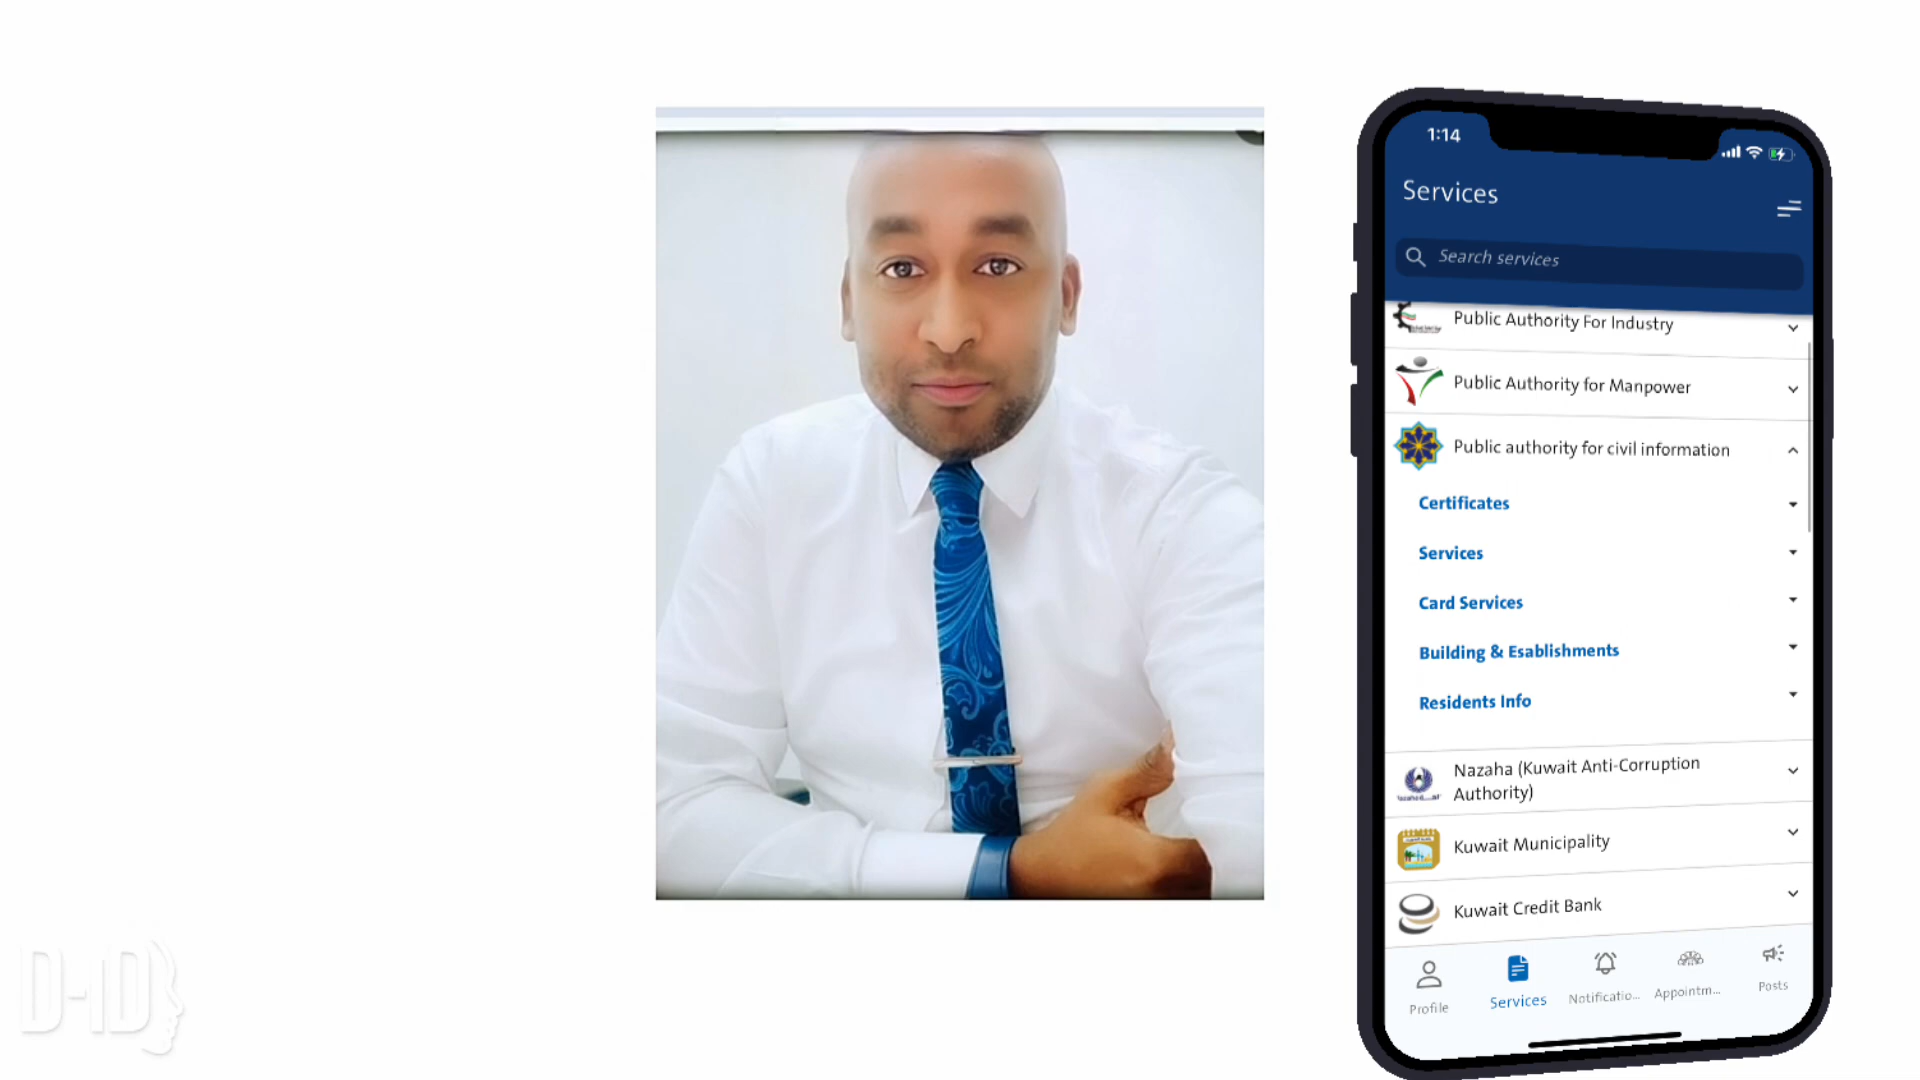 1:14
Services
Search services
Public Authority For Industry
Public Authority for Manpower
Public authority for civil information
Certificates
Services
Card Services
Building & Esablishments
Residents Info
Nazaha (Kuwait Anti-Corruption
Authority)
Kuwait Municipality
Kuwait Credit Bank
Profile
Services
Notificatio...
Appointm...
Posts
D-ID